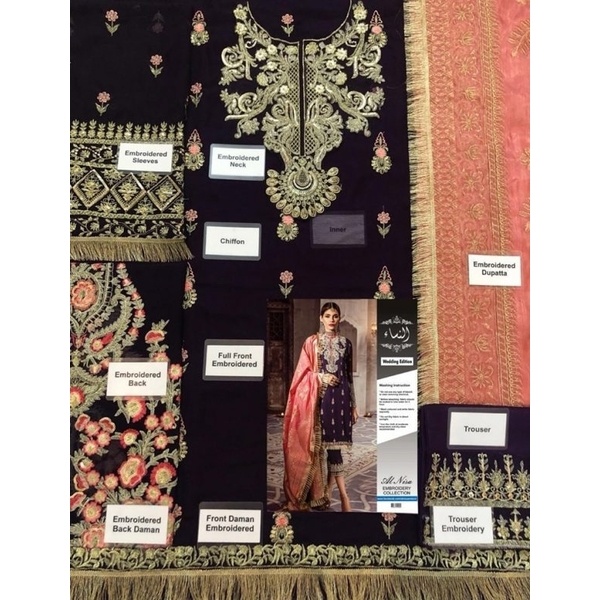 Embroidered
Sleeves
Embroidered
Neck
Chiffon
Inner
Embroidered
Dupatta
Full Front
Embroidered
Embroidered
Back
النساء
Wedding Edition
Washing Instruction
Trouser
Al-Nisa
EMBROIDERY
COLLECTION
Embroidered
Back Daman
Front Daman
Embroidered
Trouser
Embroidery